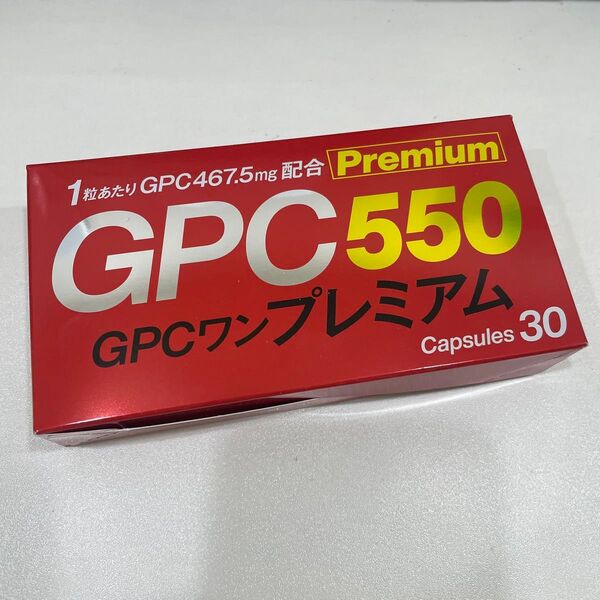 1粒あたりGPC467.5mg配合 Premium
GPC550
GPCワンプレミアム
Capsules 30